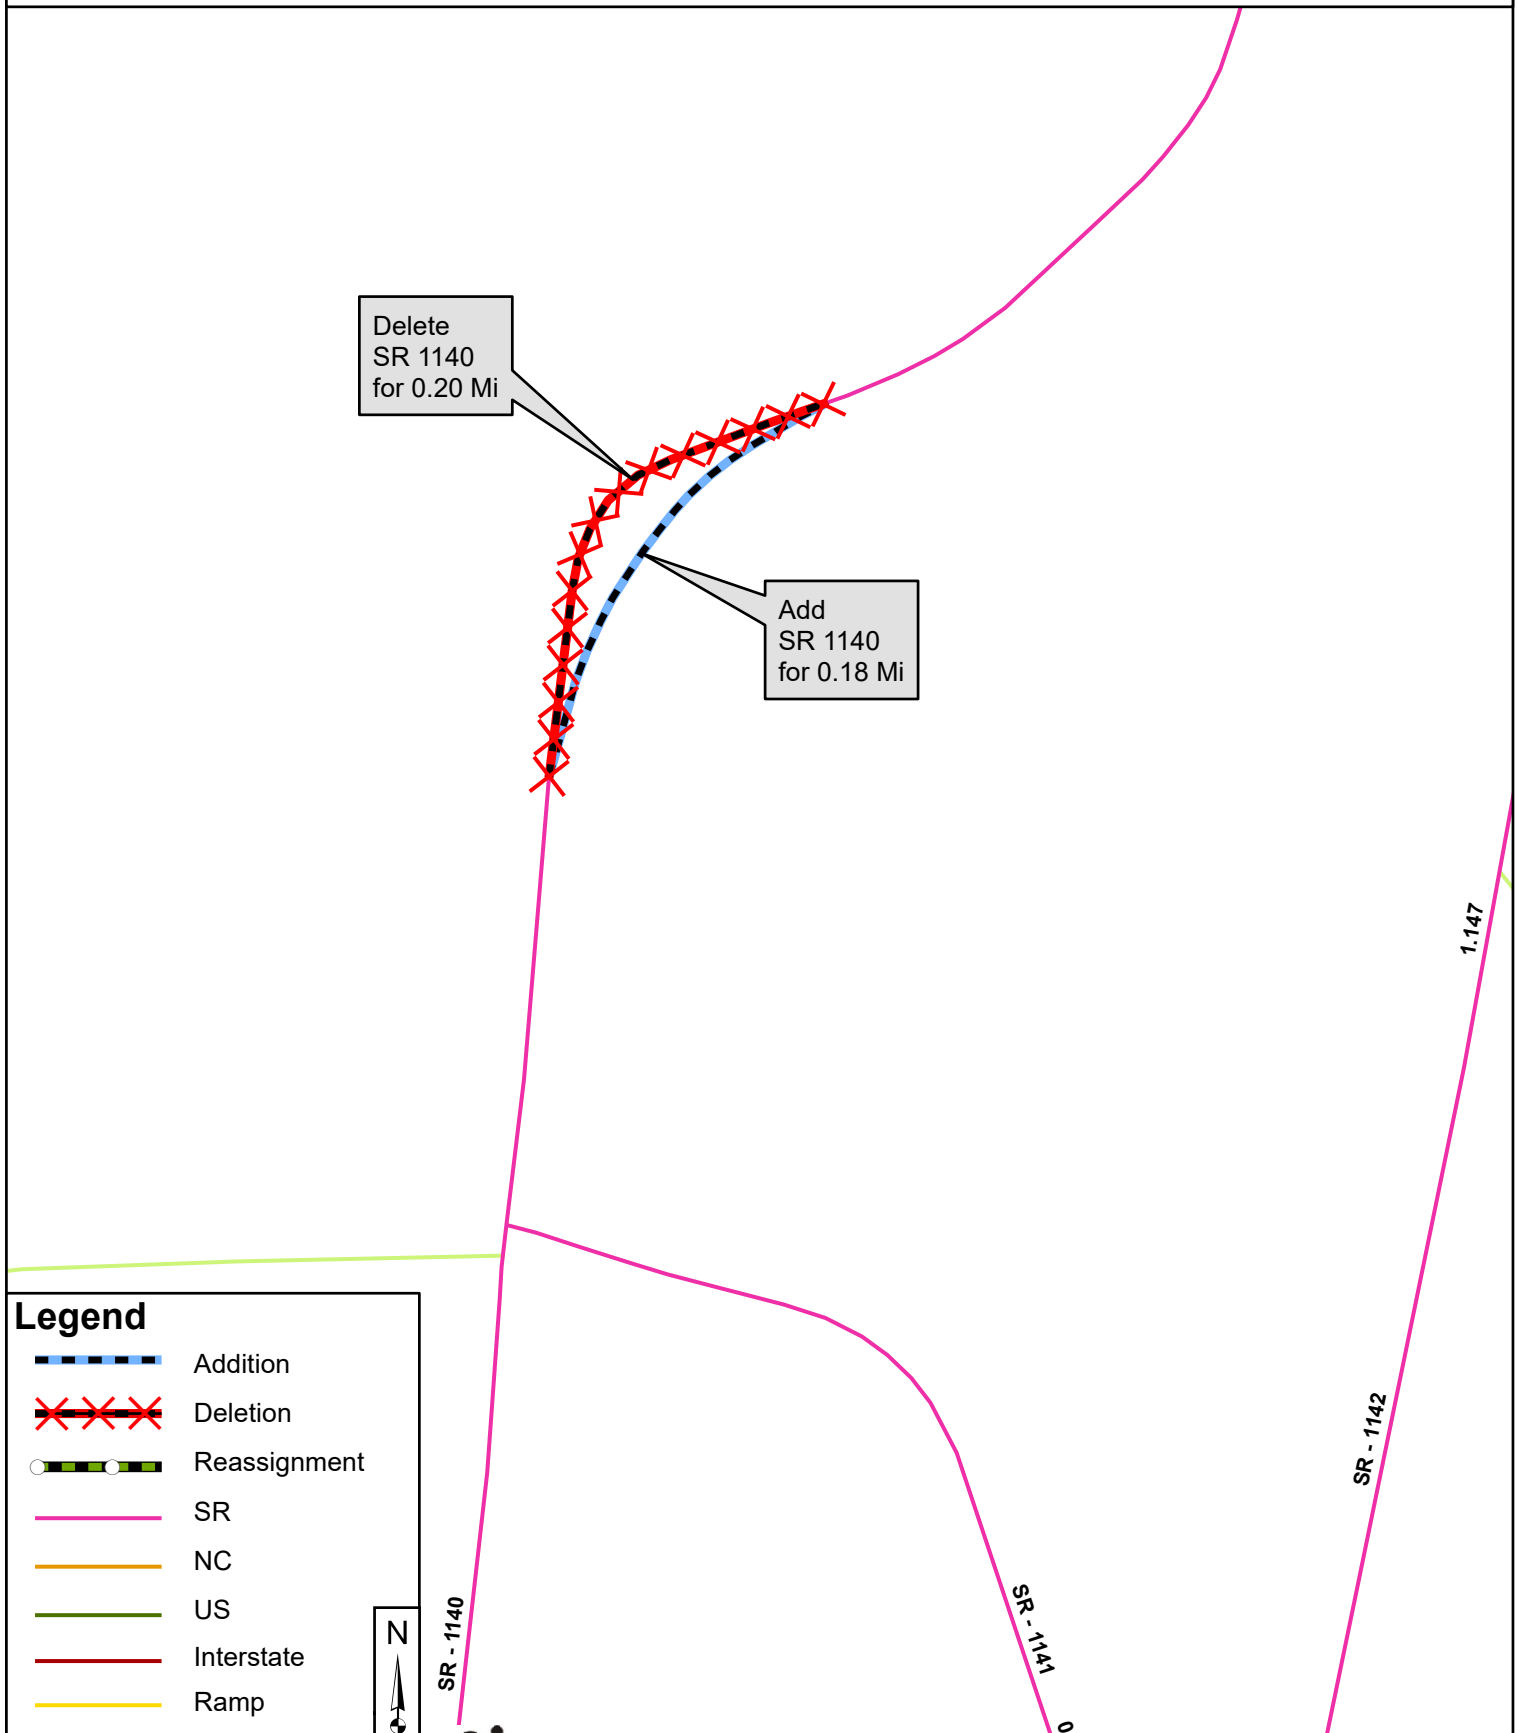 Delete
SR 1140
for 0.20 Mi
Add
SR 1140
for 0.18 Mi
1.147
SR - 1142
SR - 1141
0
SR - 1140
Legend
Addition
Deletion
Reassignment
SR
NC
US
Interstate
Ramp
N